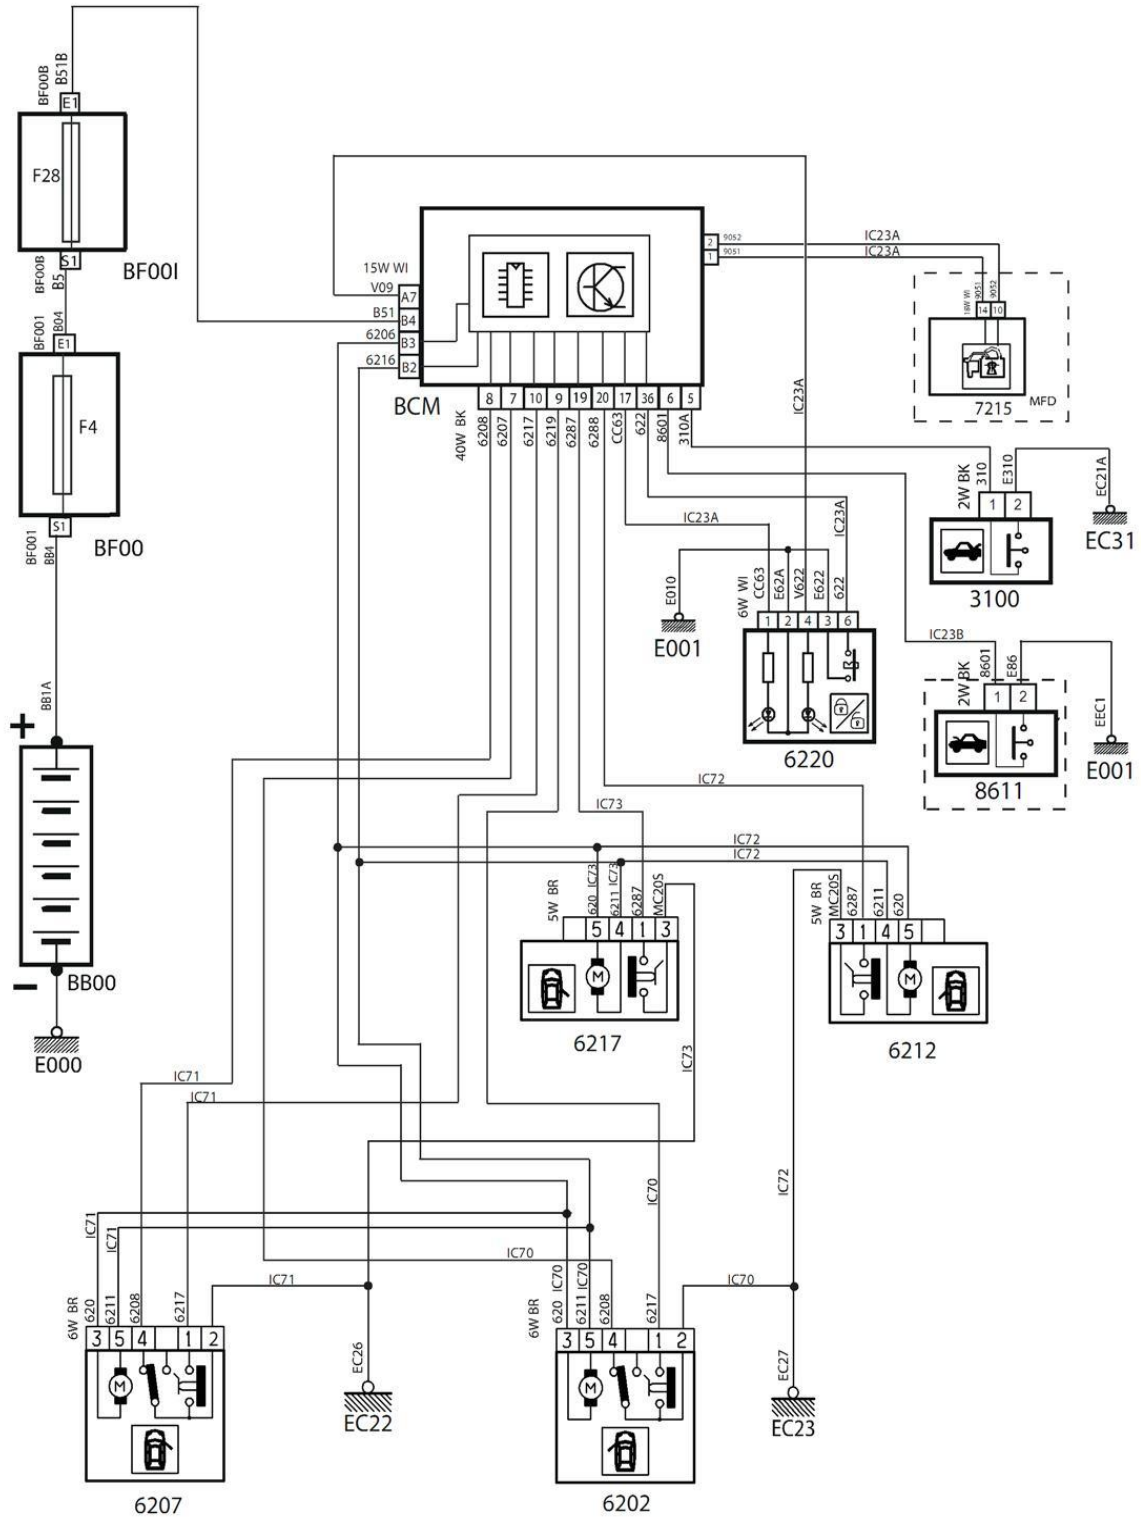 BF00B B51B
E1
F28
S1
BF00I
BF00B B5
BF001 B04
E1
F4
S1
BF00
BF001 BB4
BB1A
+
−
BB00
E000
15W WI
V09 A7
B51 B4
6206 B3
6216 B2
BCM
2 9052
1 9051
IC23A
IC23A
18W WI 9051 9052
14 10
7215 MFD
8 7 10 9 19 20 17 36 6 5
40W BK 6208 6207 6217 6219 6287 6288 CC63 622 8601 310A
IC23A
IC23A
IC23A
2W BK 310 E310
1 2
3100
EC21A
EC31
E010
E001
6W WI CC63 E62A V622 E622 622
1 2 4 3 6
6220
IC23B
2W BK 8601 E86
1 2
8611
EEC1
E001
IC72
IC73
IC72
IC72
5W BR 620 IC73 6211 IC73 6287 MC20S
5 4 1 3
M
6217
IC73
5W BR MC20S 6287 6211 620
3 1 4 5
M
6212
IC71
IC71
IC70
IC72
IC71 IC71
IC70
IC71
IC70
6W BR 620 6211 6208 6217
3 5 4 1 2
M
6207
EC26
EC22
6W BR 620 IC70 6211 IC70 6208 6217
3 5 4 1 2
M
6202
EC27
EC23